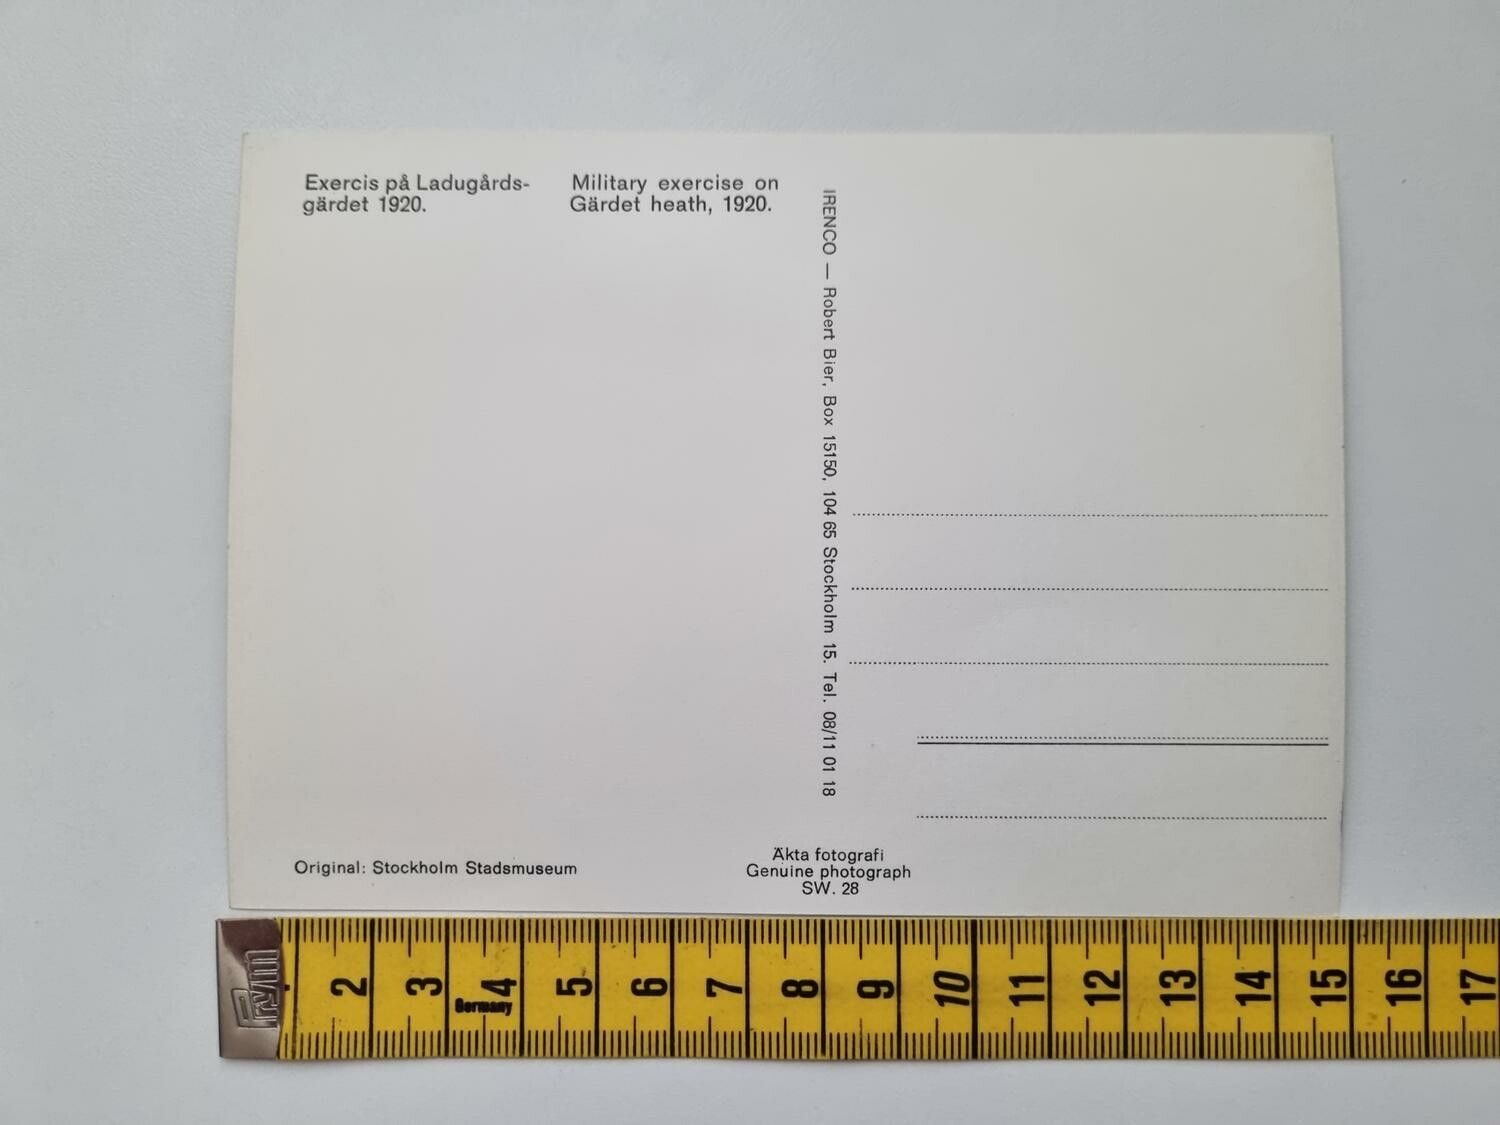 Exercis på Ladugårds-
gärdet 1920.
Military exercise on
Gärdet heath, 1920.
IRENCO — Robert Bier, Box 15150, 104 65 Stockholm 15. Tel. 08/11 01 18
Original: Stockholm Stadsmuseum
Äkta fotografi
Genuine photograph
SW. 28
Prym 2 3 4 5 6 7 8 9 10 11 12 13 14 15 16 17
Germany